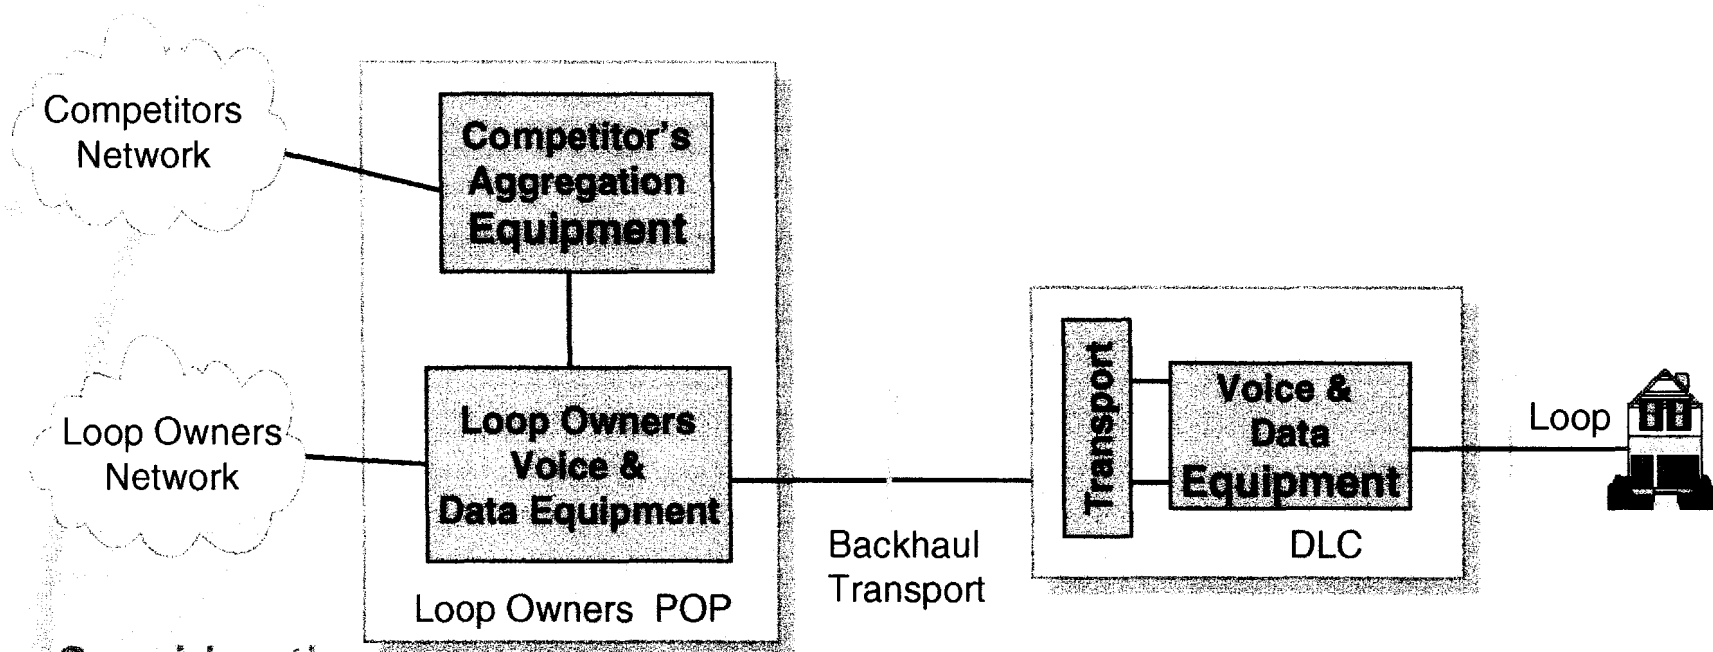 Competitors
Network
Competitor's
Aggregation
Equipment
Loop Owners
Network
Loop Owners
Voice &
Data Equipment
Loop Owners POP
Backhaul
Transport
Transport
Voice &
Data
Equipment
DLC
Loop